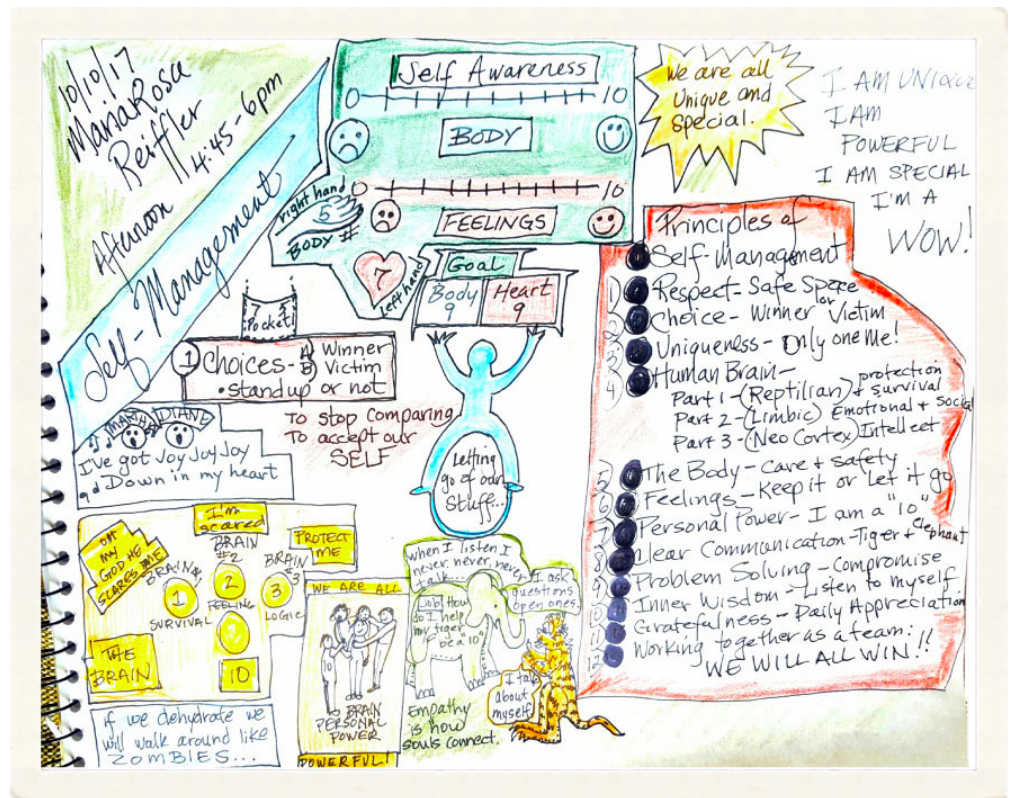 10/10/17
MariaRosa
Reiffler
4:45-6pm
Afternoon
Self-Management
Self Awareness
0 10
BODY
0 10
FEELINGS
right hand
5
BODY #
7
left hand
Goal
Body Heart
9 9
We are all
Unique and
special.
I AM UNIQUE
I AM
POWERFUL
I AM SPECIAL
I'M A
WOW!
Pocket
1 Choices - A) Winner
B) Victim
• stand up or not
To stop comparing
To accept our
SELF
Letting
go of our
Stuff...
DIANE
I've got Joy Joy Joy
Down in my heart
Oh
my
GOD HE
SCARES ME
I'm
scared
PROTECT
ME
BRAIN #1
1
SURVIVAL
BRAIN
#2
2
FEELING
BRAIN
#3
3
LOGIC
THE
BRAIN
10
if we dehydrate we
will walk around like
ZOMBIES...
WE ARE ALL
10
BRAIN
PERSONAL
POWER
POWERFUL!
when I listen I
never, never, never
talk...
I ask
questions
open ones.
How
do I help
my tiger
be a "10"
I talk
about
myself
Empathy
is how
souls connect.
Principles of
Self-Management
1) Respect - Safe Space
2) Choice - Winner or Victim
3) Uniqueness - Only one Me!
4) Human Brain -
Part 1 - (Reptilian) protection + survival
Part 2 - (Limbic) Emotional + Social
Part 3 - (Neo Cortex) Intellect
The Body - Care + safety
6 Feelings - Keep it or Let it go
7 Personal Power - I am a "10"
8 Clear Communication - Tiger + Elephant
9 Problem Solving - Compromise
10 Inner Wisdom - Listen to myself
11 Gratefulness - Daily Appreciation
12 Working together as a team:
WE WILL ALL WIN!!